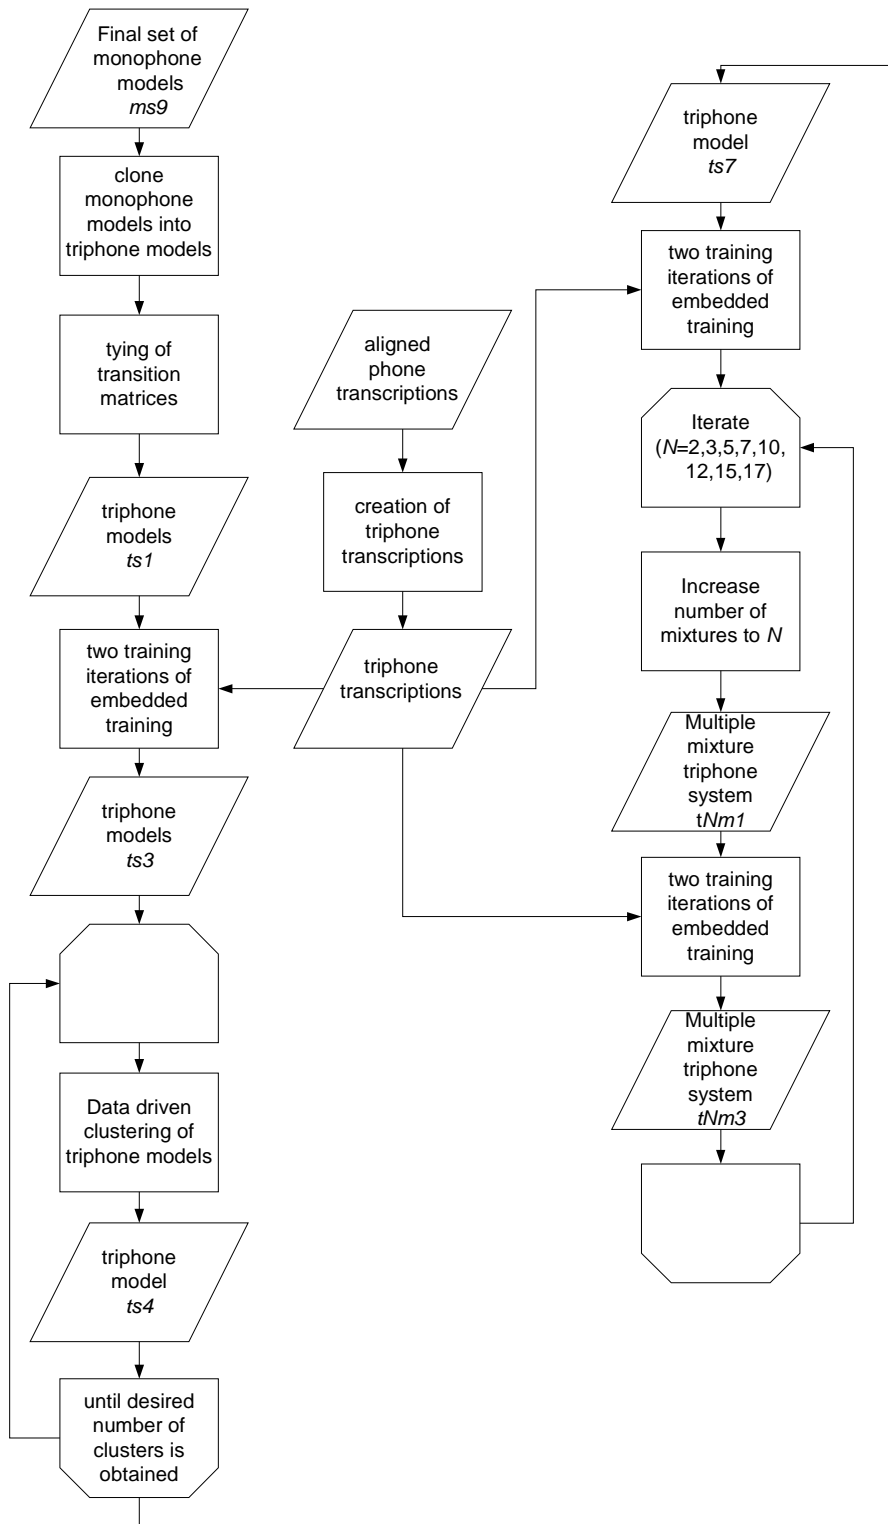 Final set of
monophone
models
ms9
clone
monophone
models into
triphone models
tying of
transition
matrices
triphone
models
ts1
two training
iterations of
embedded
training
triphone
models
ts3
Data driven
clustering of
triphone models
triphone
model
ts4
until desired
number of
clusters is
obtained
aligned
phone
transcriptions
creation of
triphone
transcriptions
triphone
transcriptions
triphone
model
ts7
two training
iterations of
embedded
training
Iterate
(N=2,3,5,7,10,
12,15,17)
Increase
number of
mixtures to N
Multiple
mixture
triphone
system
tNm1
two training
iterations of
embedded
training
Multiple
mixture
triphone
system
tNm3